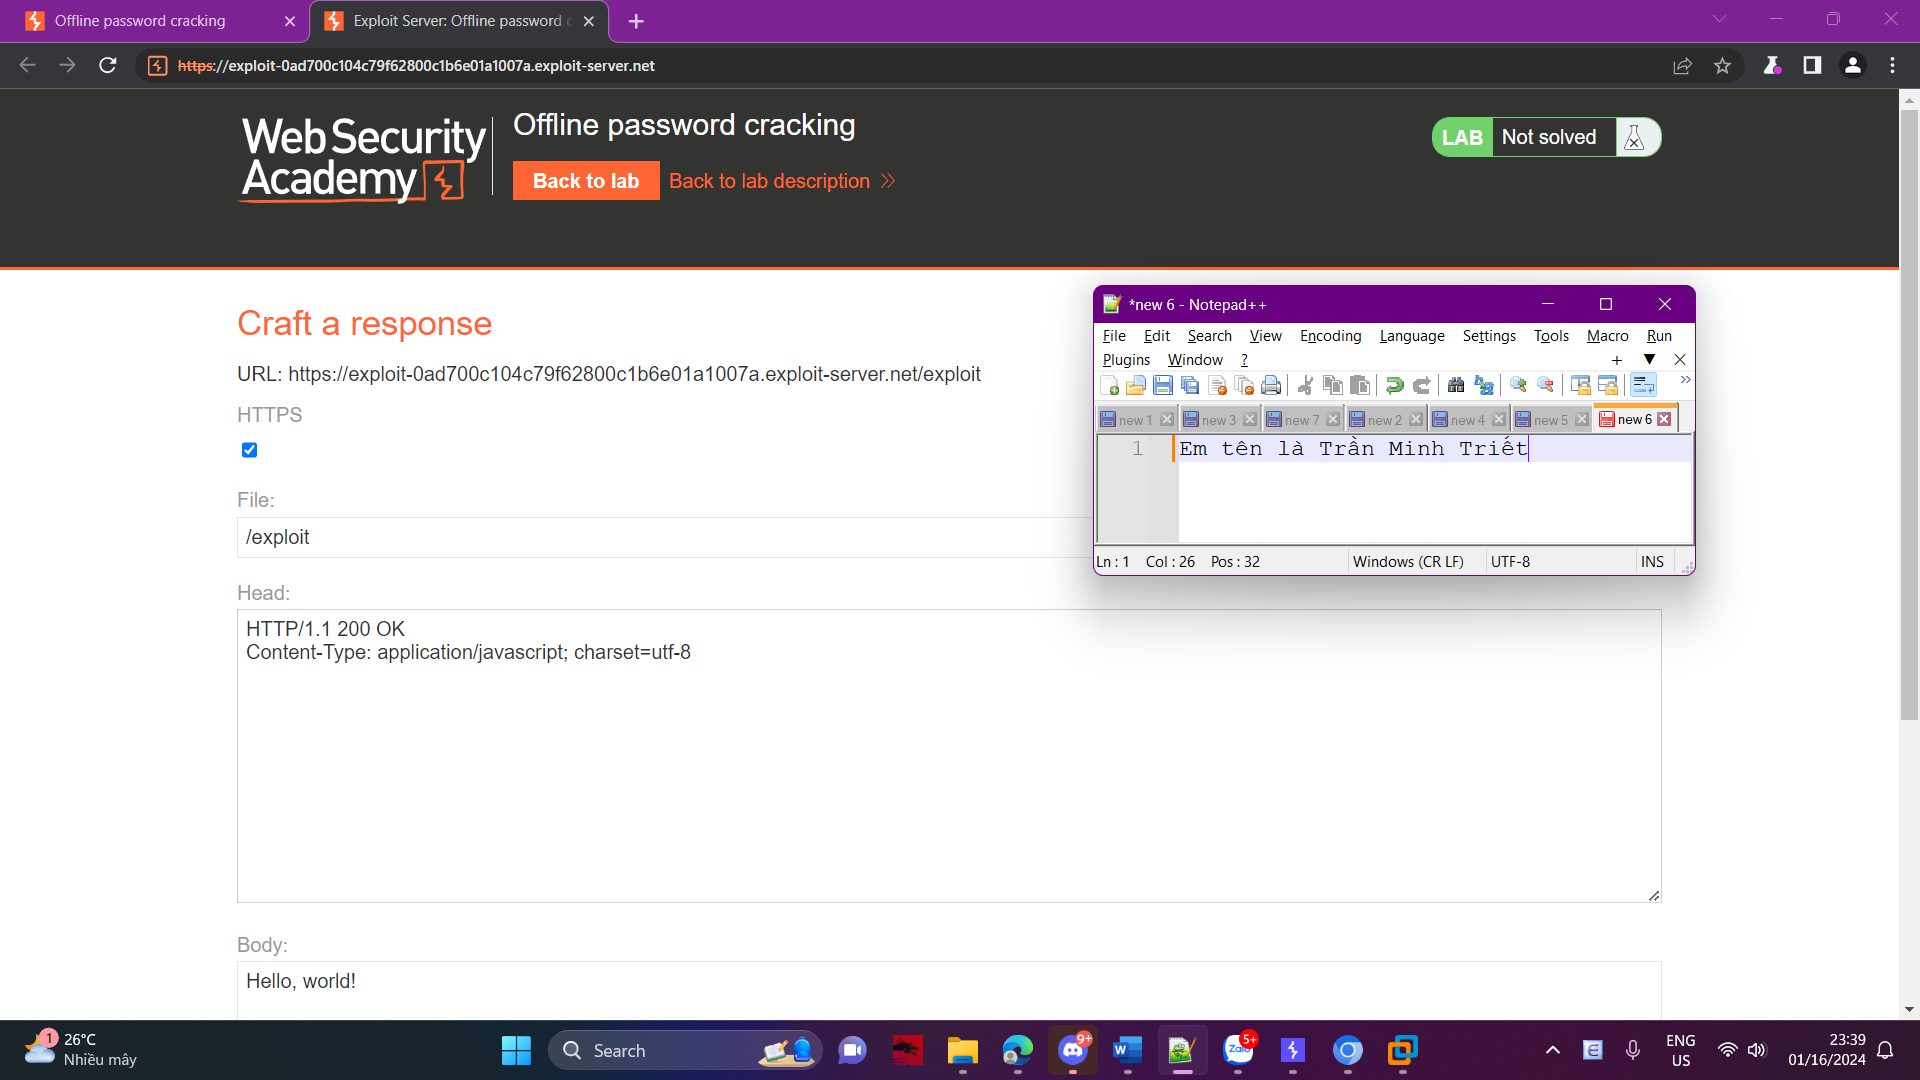 Offline password cracking
Exploit Server: Offline password c
https://exploit-0ad700c104c79f62800c1b6e01a1007a.exploit-server.net
Web Security
Academy
Offline password cracking
Back to lab
Back to lab description
LAB
Not solved
Craft a response
URL: https://exploit-0ad700c104c79f62800c1b6e01a1007a.exploit-server.net/exploit
HTTPS
File:
/exploit
Head:
HTTP/1.1 200 OK
Content-Type: application/javascript; charset=utf-8
Body:
Hello, world!
*new 6 - Notepad++
File Edit Search View Encoding Language Settings Tools Macro Run
Plugins Window ?
new 1 new 3 new 7 new 2 new 4 new 5 new 6
1 Em tên là Trần Minh Triết
Ln : 1 Col : 26 Pos : 32 Windows (CR LF) UTF-8 INS
1
26°C
Nhiều mây
Search
9+
W
Zalo
5+
E
ENG
US
23:39
01/16/2024